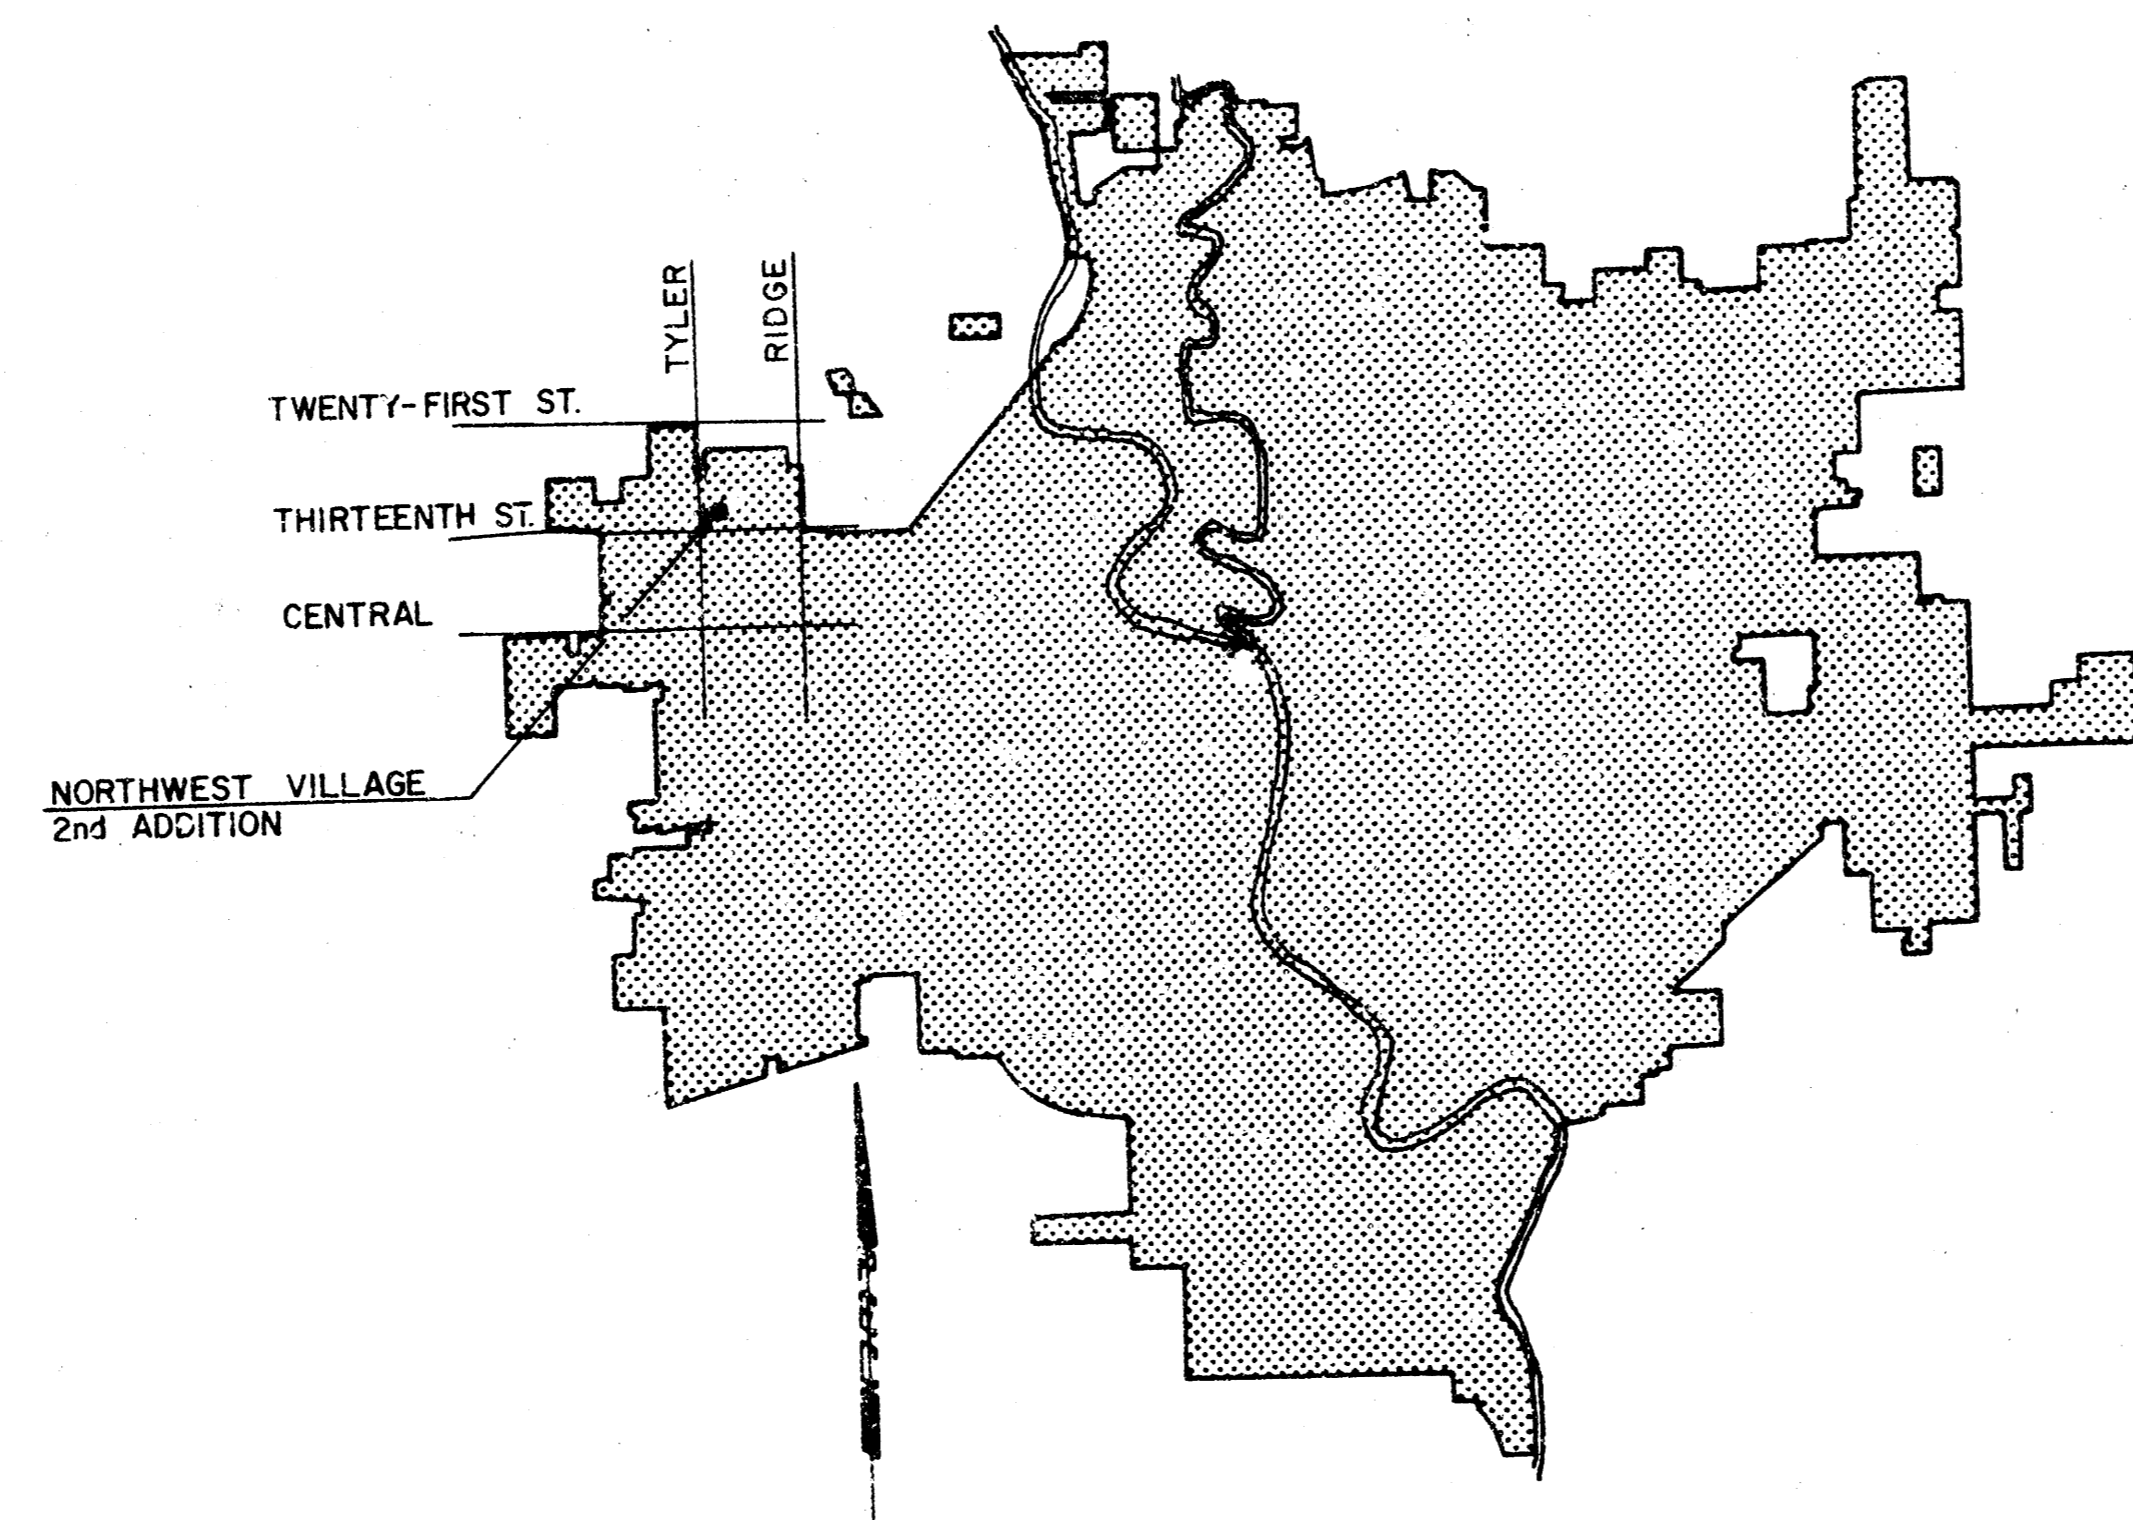 TYLER
RIDGE
TWENTY-FIRST ST.
THIRTEENTH ST.
CENTRAL
NORTHWEST VILLAGE
2nd ADDITION